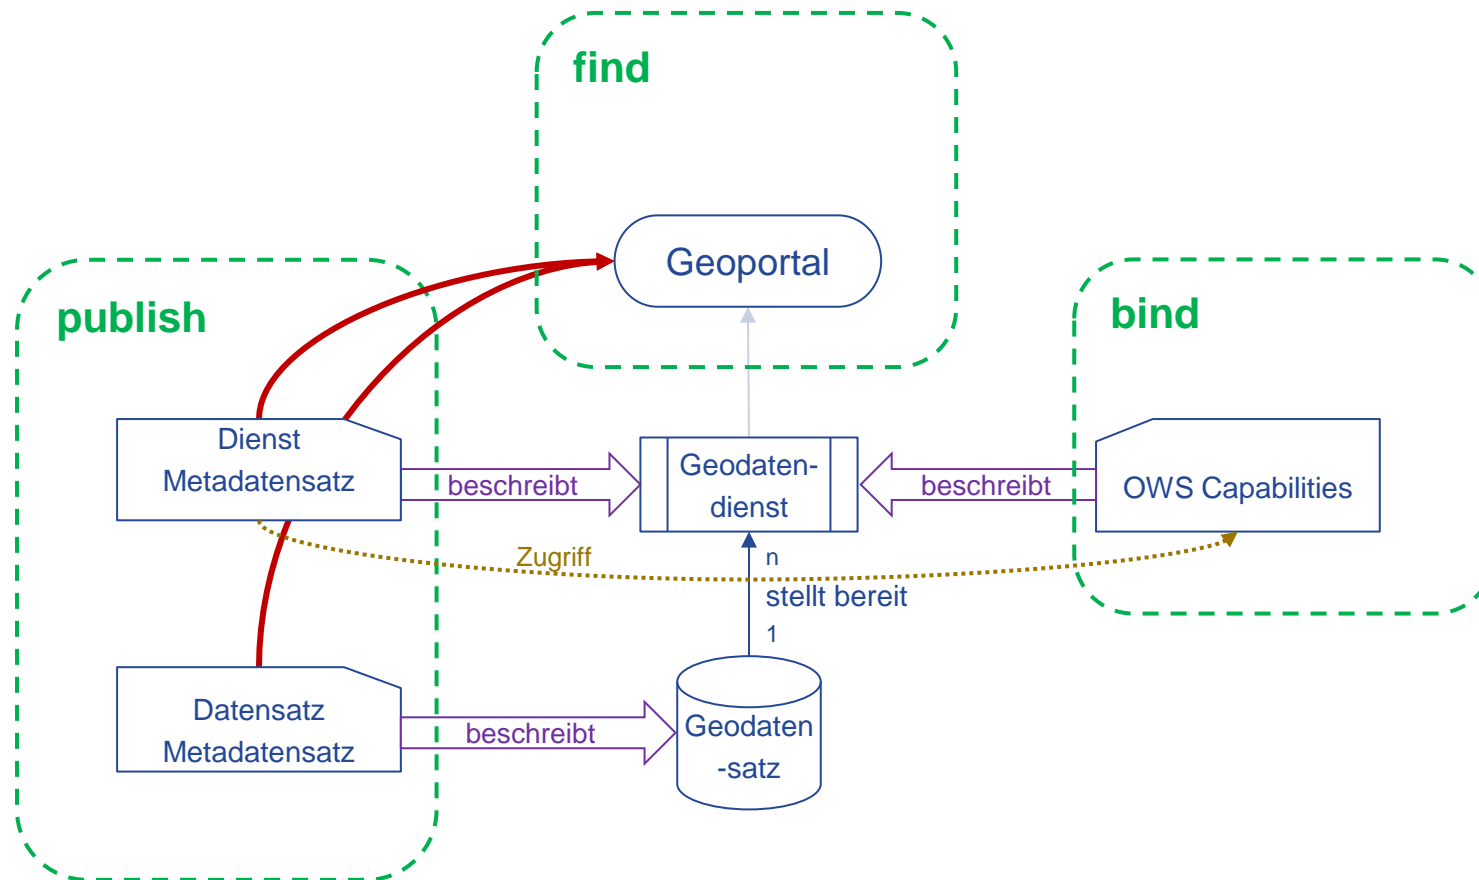 find
Geoportal
publish
bind
Dienst
Metadatensatz
beschreibt
Geodaten-
dienst
beschreibt
OWS Capabilities
Zugriff
n
stellt bereit
1
Datensatz
Metadatensatz
beschreibt
Geodaten
-satz